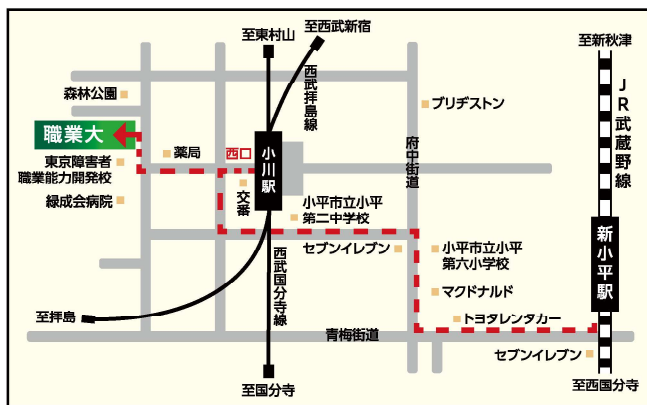 至東村山
至西武新宿
至新秋津
西武拝島線
JR武蔵野線
森林公園
ブリヂストン
職業大
薬局
西口
小川駅
府中街道
東京障害者
職業能力開発校
交番
緑成会病院
小平市立小平
第二中学校
セブンイレブン
小平市立小平
第六小学校
新小平駅
西武国分寺線
マクドナルド
至拝島
トヨタレンタカー
青梅街道
セブンイレブン
至国分寺
至西国分寺